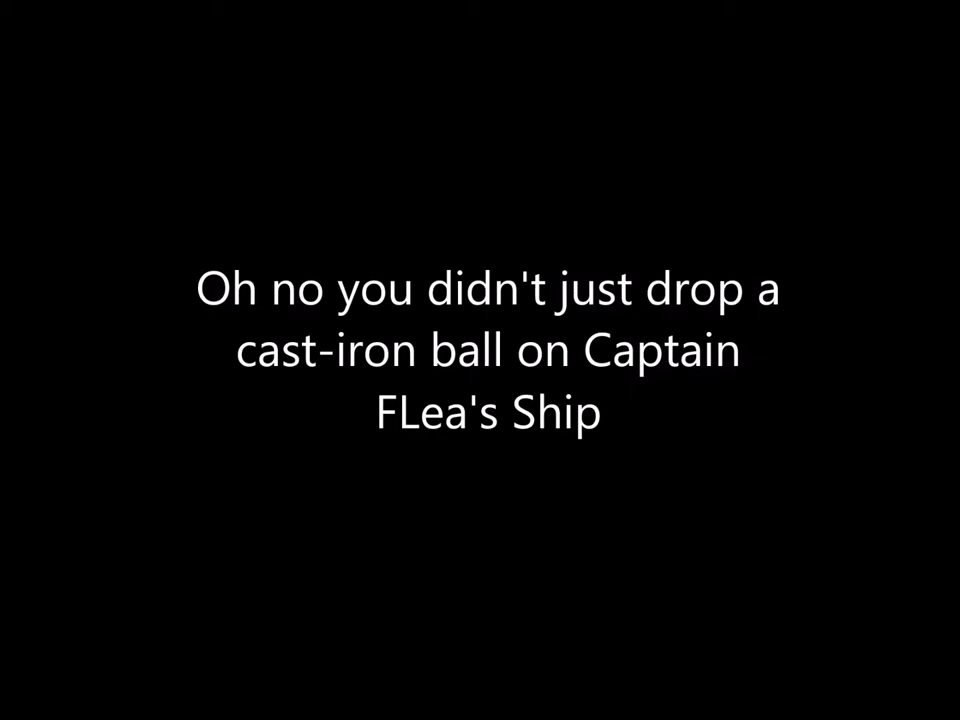 Oh no you didn't just drop a
cast-iron ball on Captain
FLea's Ship